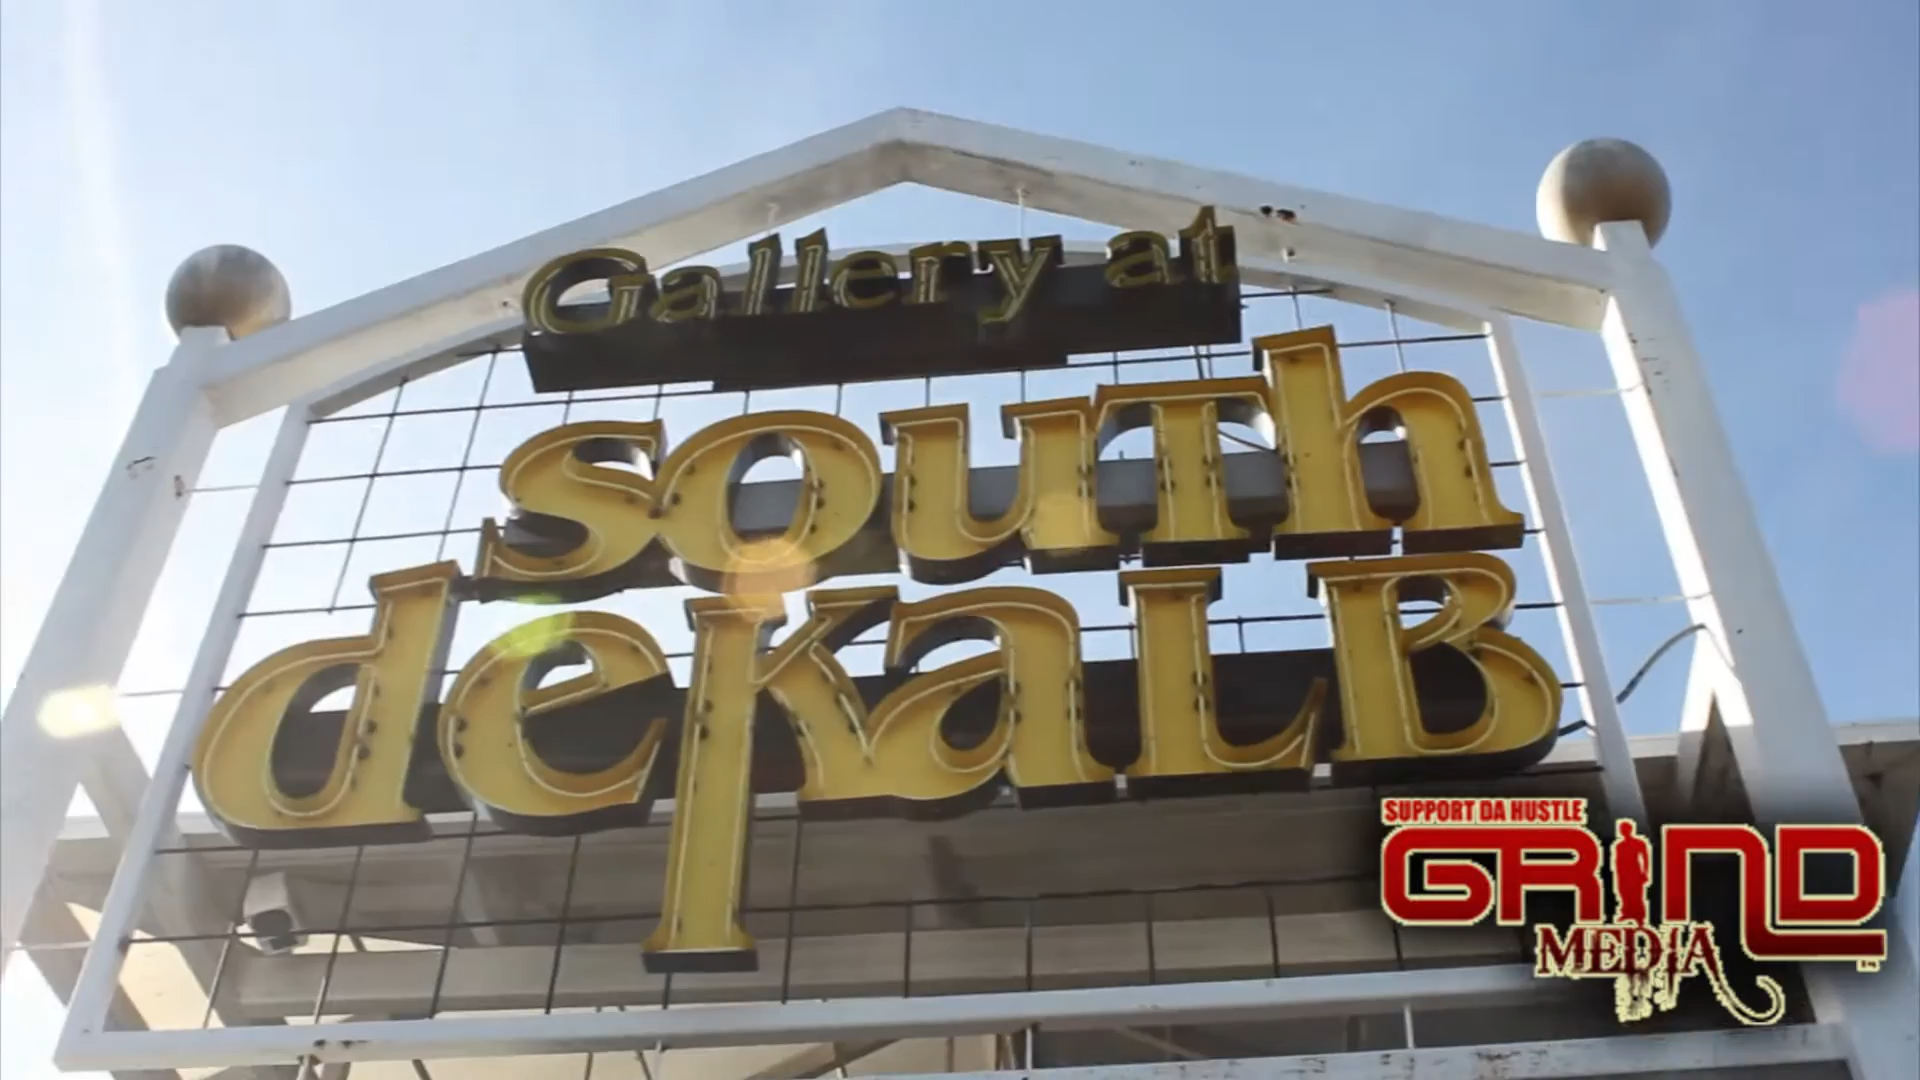 Gallery at
south
dekalb
SUPPORT DA HUSTLE
GRIND
MEDIA